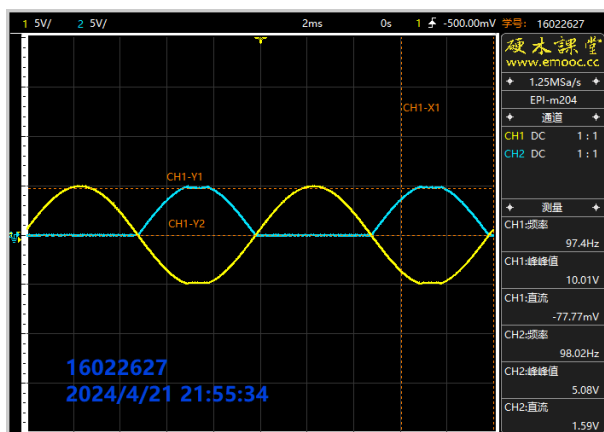 1 5V/ 2 5V/ 2ms 0s 1 -500.00mV 学号: 16022627
硬木課堂
www.emooc.cc
1.25MSa/s
EPI-m204
通道
CH1 DC 1:1
CH2 DC 1:1
测量
CH1:频率
97.4Hz
CH1:峰峰值
10.01V
CH1:直流
-77.77mV
CH2:频率
98.02Hz
CH2:峰峰值
5.08V
CH2:直流
1.59V
CH1-X1
CH1-Y1
CH1-Y2
16022627
2024/4/21 21:55:34